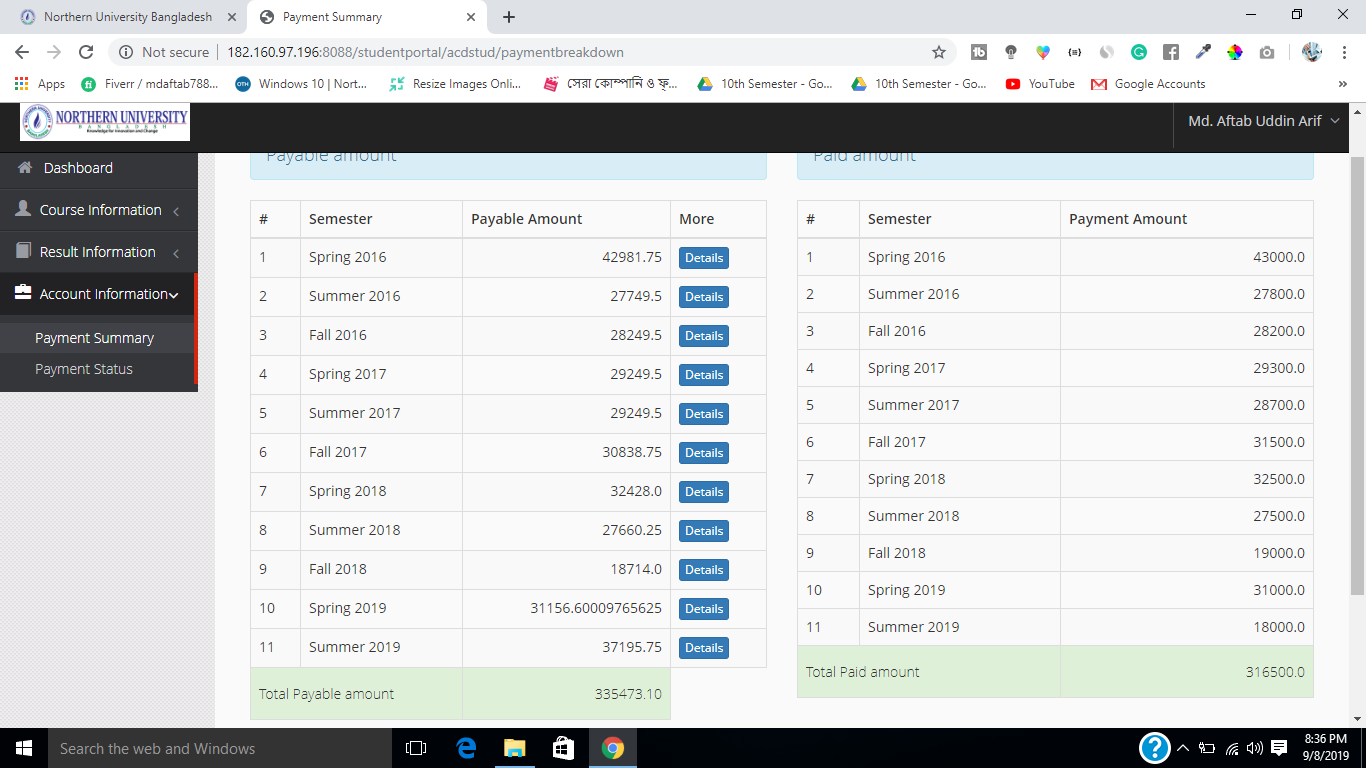 Northern University Bangladesh
Payment Summary
Not secure
182.160.97.196:8088/studentportal/acdstud/paymentbreakdown
Apps
Fiverr / mdaftab788...
Windows 10 | Nort...
Resize Images Onli...
সেরা কোম্পানি ও ফ্...
10th Semester - Go...
10th Semester - Go...
YouTube
Google Accounts
NORTHERN UNIVERSITY
BANGLADESH
Knowledge for Innovation and Change
Md. Aftab Uddin Arif
Dashboard
Course Information
Result Information
Account Information
Payment Summary
Payment Status
Payable amount
# Semester Payable Amount More
1 Spring 2016 42981.75 Details
2 Summer 2016 27749.5 Details
3 Fall 2016 28249.5 Details
4 Spring 2017 29249.5 Details
5 Summer 2017 29249.5 Details
6 Fall 2017 30838.75 Details
7 Spring 2018 32428.0 Details
8 Summer 2018 27660.25 Details
9 Fall 2018 18714.0 Details
10 Spring 2019 31156.60009765625 Details
11 Summer 2019 37195.75 Details
Total Payable amount 335473.10
Paid amount
# Semester Payment Amount
1 Spring 2016 43000.0
2 Summer 2016 27800.0
3 Fall 2016 28200.0
4 Spring 2017 29300.0
5 Summer 2017 28700.0
6 Fall 2017 31500.0
7 Spring 2018 32500.0
8 Summer 2018 27500.0
9 Fall 2018 19000.0
10 Spring 2019 31000.0
11 Summer 2019 18000.0
Total Paid amount 316500.0
Search the web and Windows
8:36 PM
9/8/2019